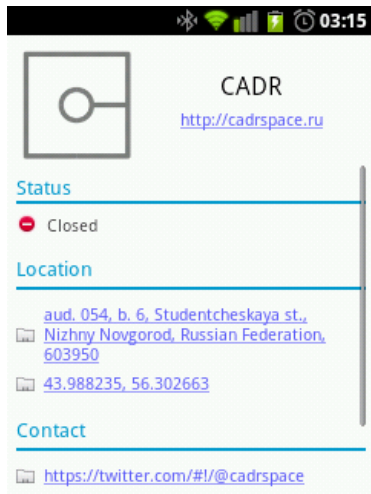 03:15
CADR
http://cadrspace.ru
Status
Closed
Location
aud. 054, b. 6, Studentcheskaya st.,
Nizhny Novgorod, Russian Federation,
603950
43.988235, 56.302663
Contact
https://twitter.com/#!/@cadrspace